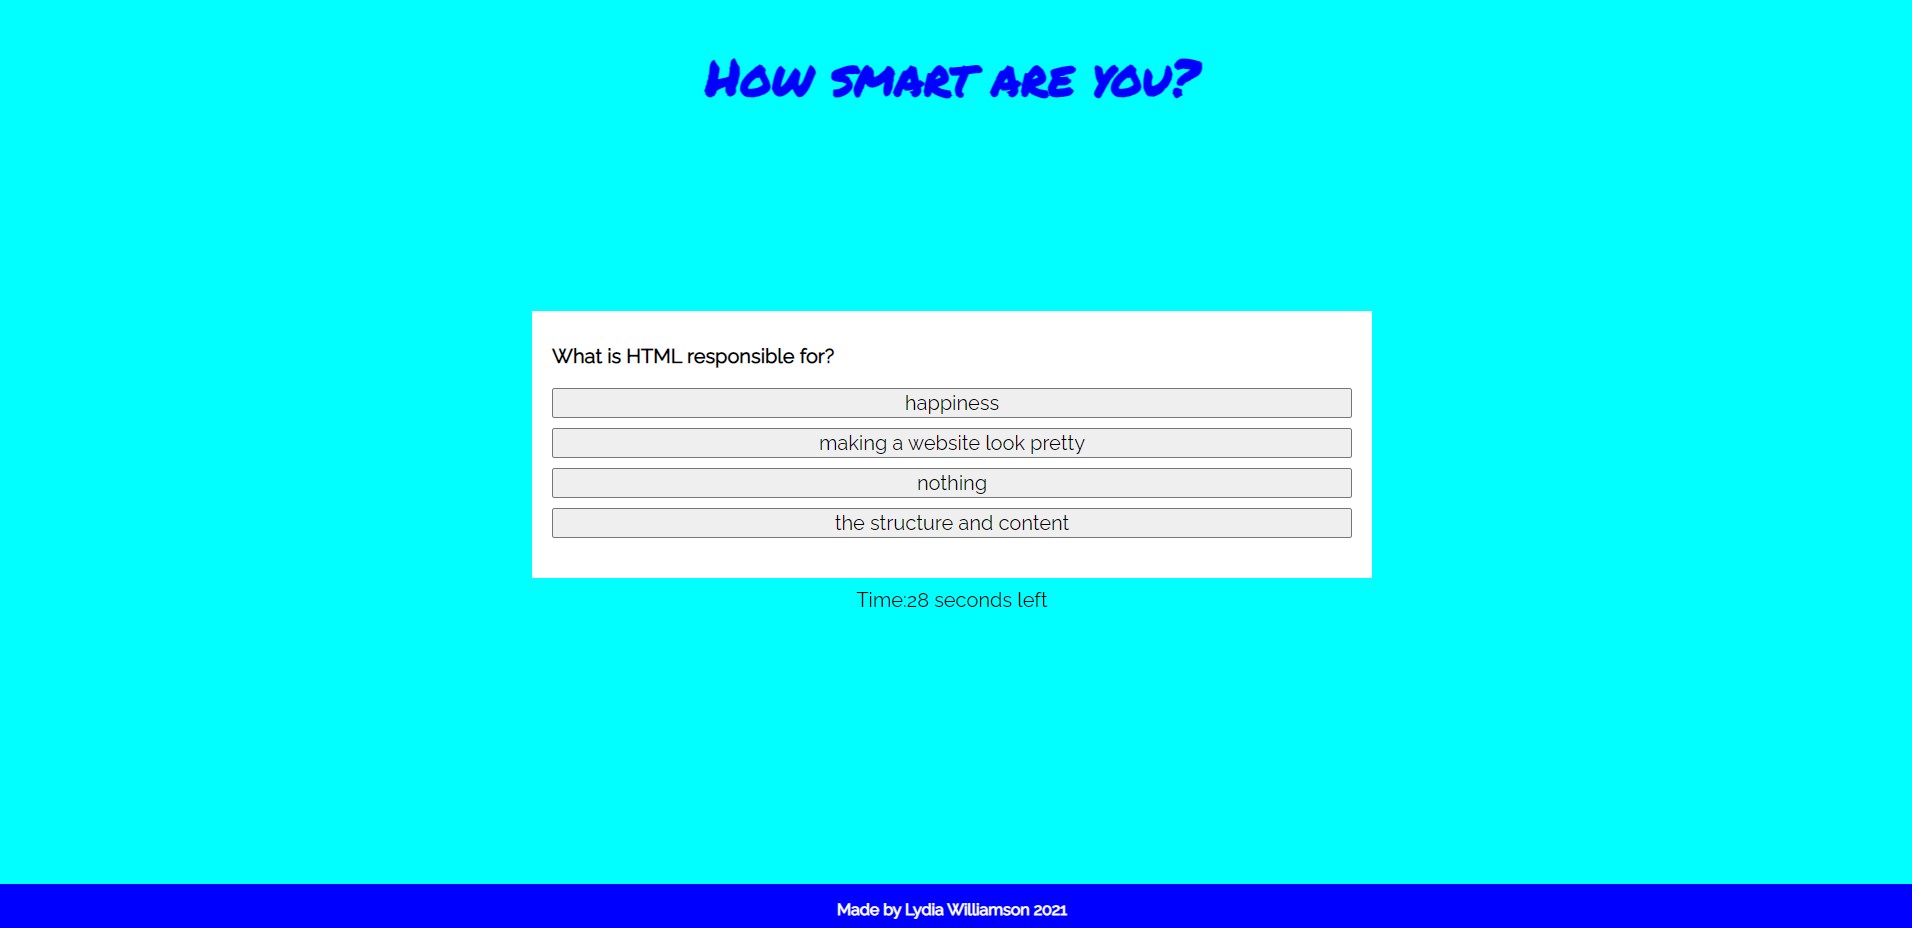 How smart are you?
What is HTML responsible for?
happiness
making a website look pretty
nothing
the structure and content
Time:28 seconds left
Made by Lydia Williamson 2021